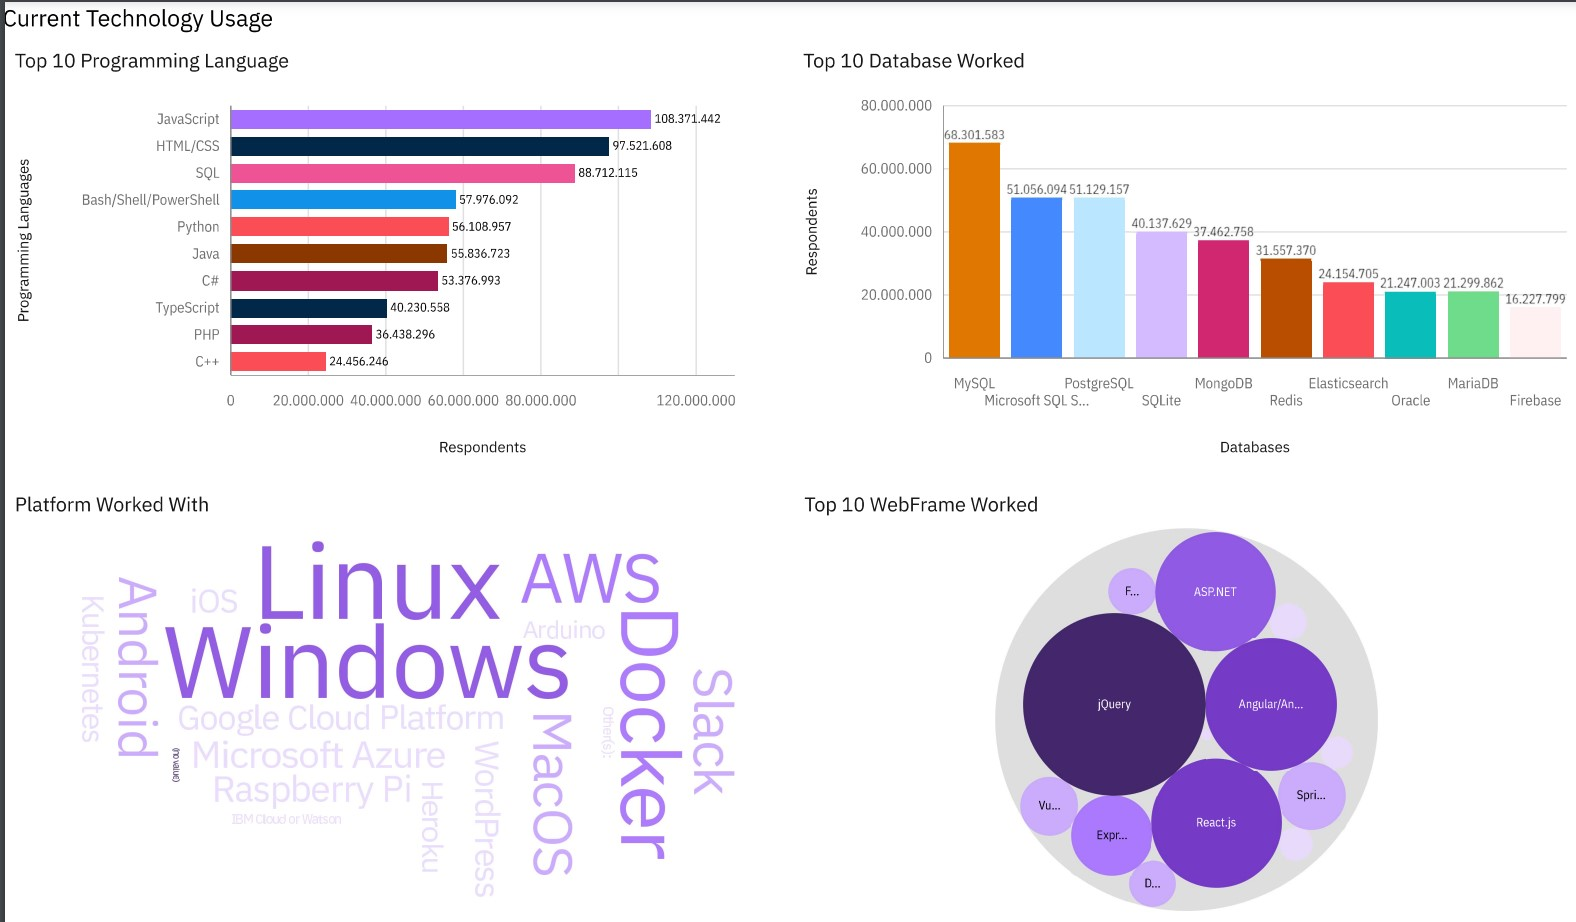 Current Technology Usage
Top 10 Programming Language
Programming Languages
JavaScript 108.371.442
HTML/CSS 97.521.608
SQL 88.712.115
Bash/Shell/PowerShell 57.976.092
Python 56.108.957
Java 55.836.723
C# 53.376.993
TypeScript 40.230.558
PHP 36.438.296
C++ 24.456.246
0 20.000.000 40.000.000 60.000.000 80.000.000 120.000.000
Respondents
Top 10 Database Worked
Respondents
80.000.000
60.000.000
40.000.000
20.000.000
0
68.301.583
51.056.094 51.129.157
40.137.629
37.462.758
31.557.370
24.154.705
21.247.003 21.299.862
16.227.799
MySQL PostgreSQL MongoDB Elasticsearch MariaDB
Microsoft SQL S... SQLite Redis Oracle Firebase
Databases
Platform Worked With
Linux
AWS
iOS
Android
Kubernetes
Arduino
Windows
Docker
Slack
Google Cloud Platform
MacOS
Other(s):
(no value)
Microsoft Azure
WordPress
Raspberry Pi
Heroku
IBM Cloud or Watson
Top 10 WebFrame Worked
F...
ASP.NET
jQuery
Angular/An...
Vu...
Spri...
Expr...
React.js
D...